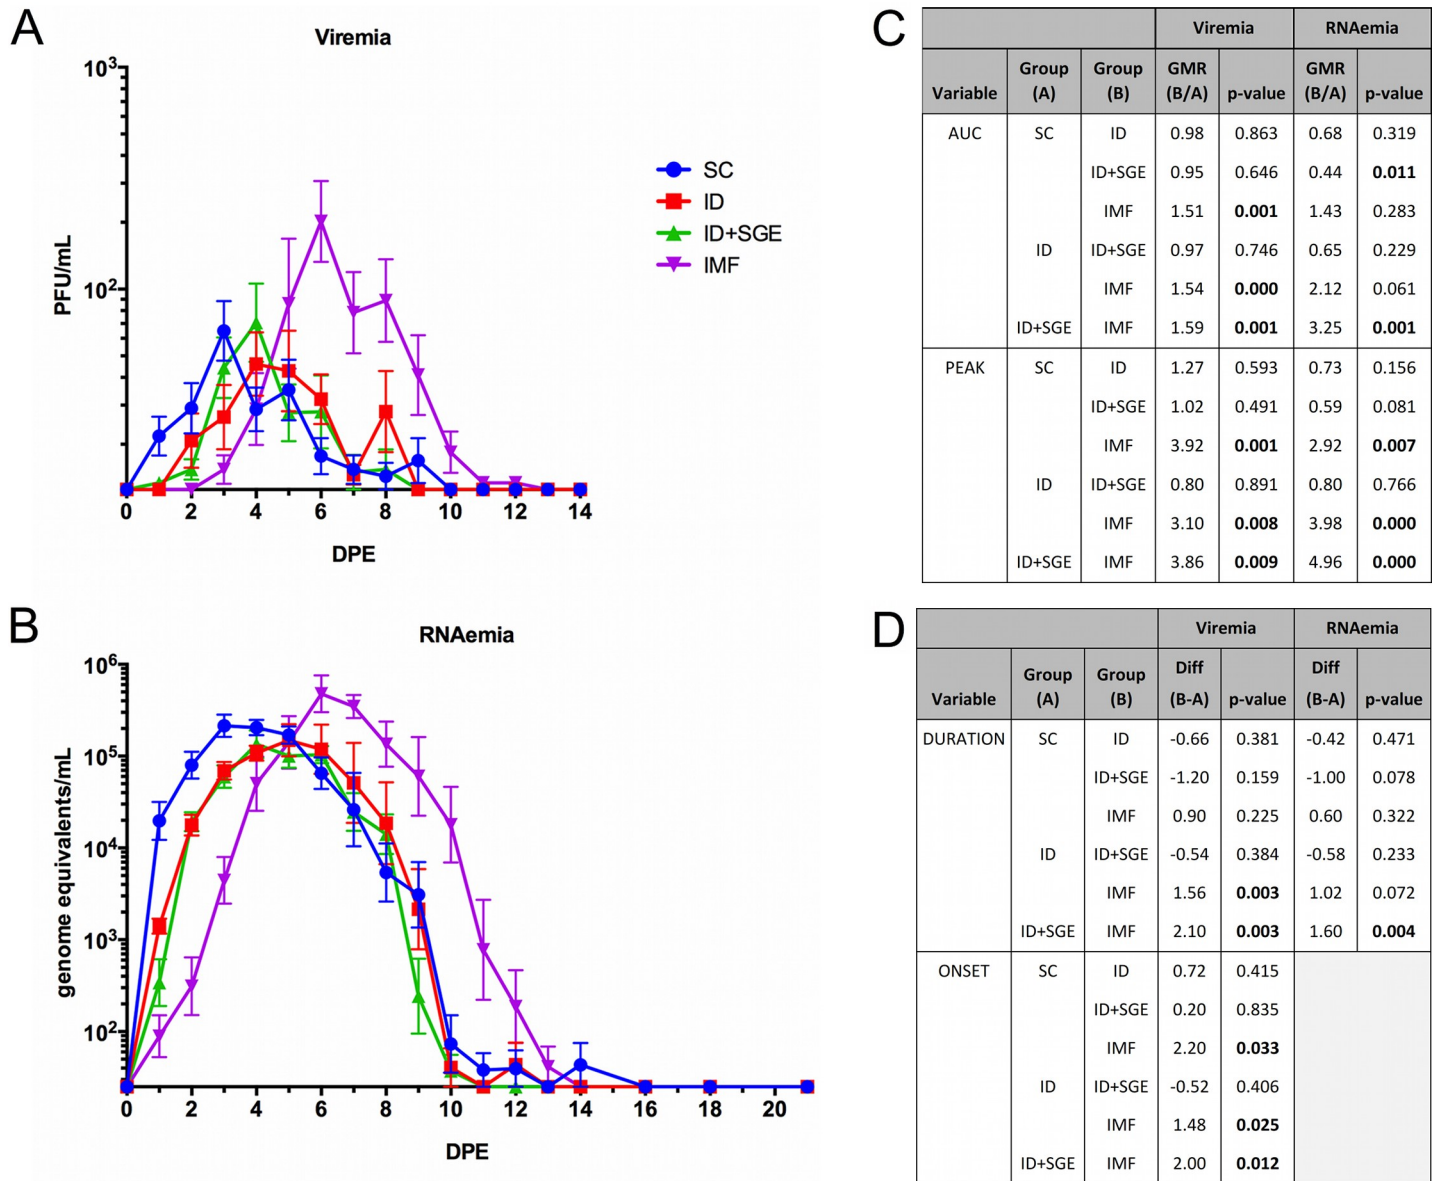 A
Viremia
10³
10²
PFU/mL
0 2 4 6 8 10 12 14
DPE
SC
ID
ID+SGE
IMF
B
RNAemia
10⁶
10⁵
10⁴
10³
10²
genome equivalents/mL
0 2 4 6 8 10 12 14 16 18 20
DPE
C
Viremia RNAemia
Variable Group (A) Group (B) GMR (B/A) p-value GMR (B/A) p-value
AUC SC ID 0.98 0.863 0.68 0.319
ID+SGE 0.95 0.646 0.44 0.011
IMF 1.51 0.001 1.43 0.283
ID ID+SGE 0.97 0.746 0.65 0.229
IMF 1.54 0.000 2.12 0.061
ID+SGE IMF 1.59 0.001 3.25 0.001
PEAK SC ID 1.27 0.593 0.73 0.156
ID+SGE 1.02 0.491 0.59 0.081
IMF 3.92 0.001 2.92 0.007
ID ID+SGE 0.80 0.891 0.80 0.766
IMF 3.10 0.008 3.98 0.000
ID+SGE IMF 3.86 0.009 4.96 0.000
D
Viremia RNAemia
Variable Group (A) Group (B) Diff (B-A) p-value Diff (B-A) p-value
DURATION SC ID -0.66 0.381 -0.42 0.471
ID+SGE -1.20 0.159 -1.00 0.078
IMF 0.90 0.225 0.60 0.322
ID ID+SGE -0.54 0.384 -0.58 0.233
IMF 1.56 0.003 1.02 0.072
ID+SGE IMF 2.10 0.003 1.60 0.004
ONSET SC ID 0.72 0.415
ID+SGE 0.20 0.835
IMF 2.20 0.033
ID ID+SGE -0.52 0.406
IMF 1.48 0.025
ID+SGE IMF 2.00 0.012